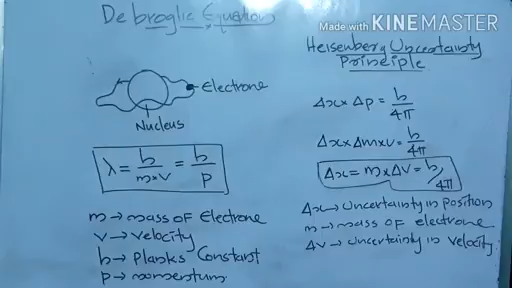 De broglie Equation
Electrone
Nucleus
λ = h/m×v = h/p
m → mass of Electrone
v → velocity
h → Planks Constant
p → momentum
Made with KINEMASTER
Heisenberg Uncertainty
Principle
Δx × Δp = h/4π
Δx × Δm×v = h/4π
Δx = m × Δv = h/4π
Δx → Uncertainty in position
m → mass of electrone
Δv → Uncertainty in velocity